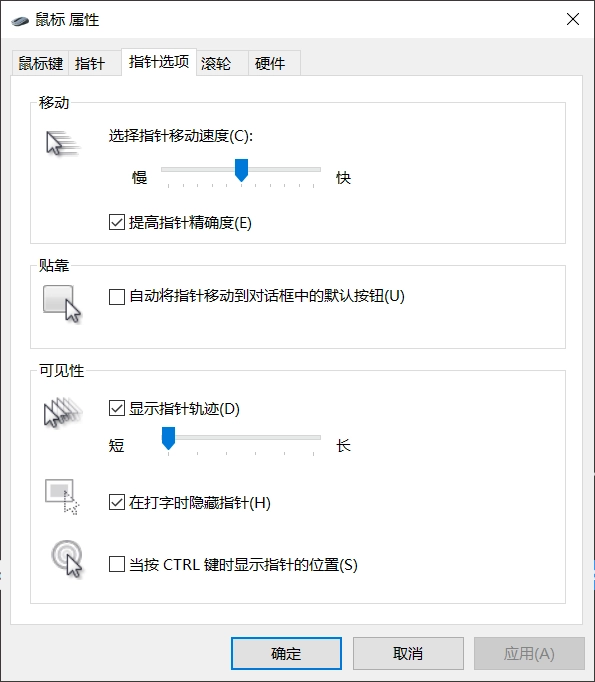 鼠标 属性
鼠标键 指针 指针选项 滚轮 硬件
移动
选择指针移动速度(C):
慢 快
提高指针精确度(E)
贴靠
自动将指针移动到对话框中的默认按钮(U)
可见性
显示指针轨迹(D)
短 长
在打字时隐藏指针(H)
当按 CTRL 键时显示指针的位置(S)
确定 取消 应用(A)